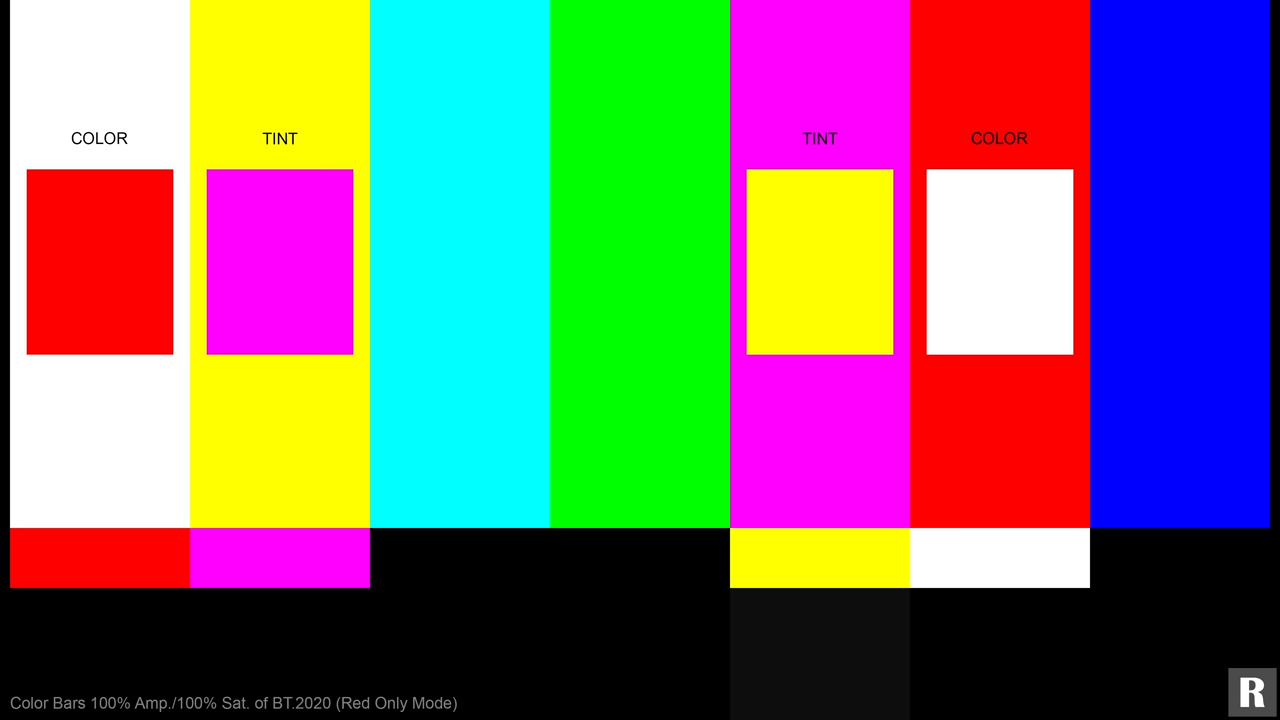 COLOR
TINT
TINT
COLOR
Color Bars 100% Amp./100% Sat. of BT.2020 (Red Only Mode)
R